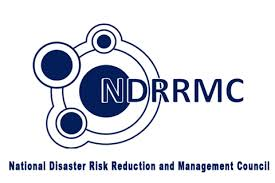 NDRRMC
National Disaster Risk Reduction and Management Council